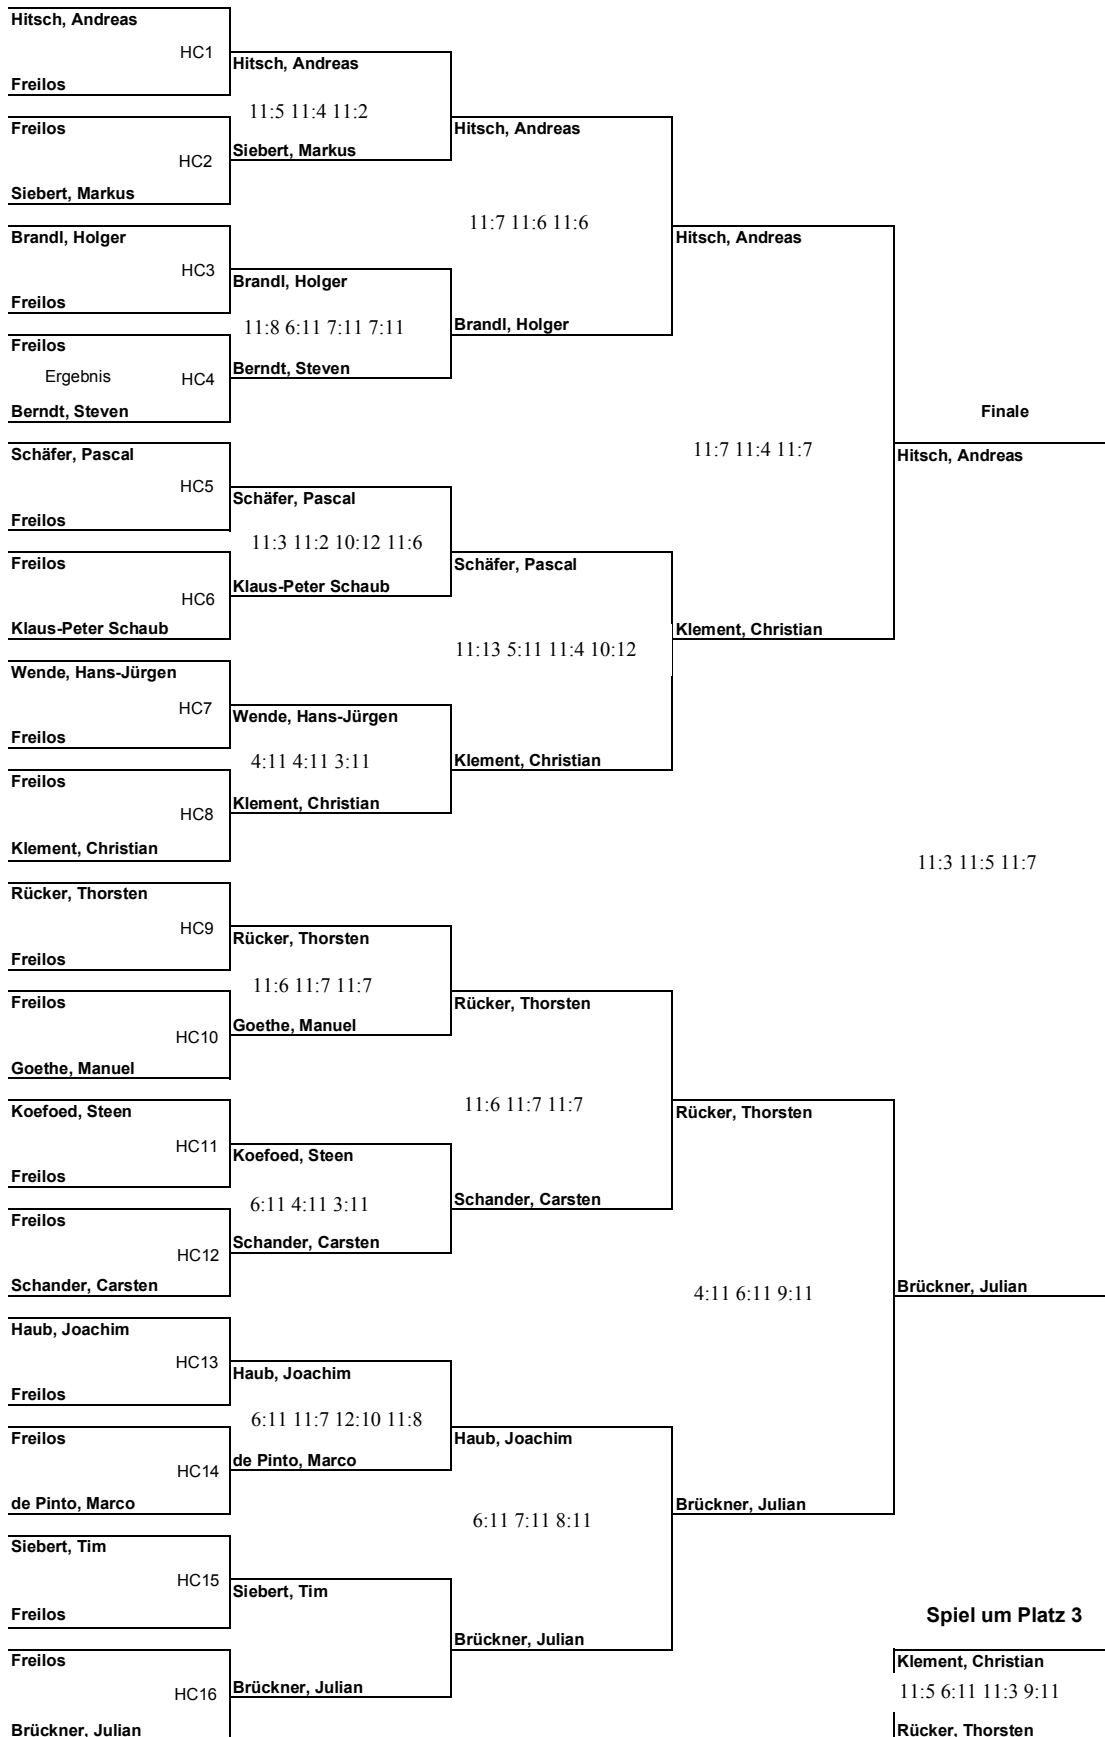 Hitsch, Andreas
HC1
Freilos
Freilos
HC2
Siebert, Markus
Brandl, Holger
HC3
Freilos
Freilos
Ergebnis HC4
Berndt, Steven
Schäfer, Pascal
HC5
Freilos
Freilos
HC6
Klaus-Peter Schaub
Wende, Hans-Jürgen
HC7
Freilos
Freilos
HC8
Klement, Christian
Rücker, Thorsten
HC9
Freilos
Freilos
HC10
Goethe, Manuel
Koefoed, Steen
HC11
Freilos
Freilos
HC12
Schander, Carsten
Haub, Joachim
HC13
Freilos
Freilos
HC14
de Pinto, Marco
Siebert, Tim
HC15
Freilos
Freilos
HC16
Brückner, Julian
Hitsch, Andreas
11:5 11:4 11:2
Siebert, Markus
Brandl, Holger
11:8 6:11 7:11 7:11
Berndt, Steven
Schäfer, Pascal
11:3 11:2 10:12 11:6
Klaus-Peter Schaub
Wende, Hans-Jürgen
4:11 4:11 3:11
Klement, Christian
Rücker, Thorsten
11:6 11:7 11:7
Goethe, Manuel
Koefoed, Steen
6:11 4:11 3:11
Schander, Carsten
Haub, Joachim
6:11 11:7 12:10 11:8
de Pinto, Marco
Siebert, Tim
Brückner, Julian
Hitsch, Andreas
11:7 11:6 11:6
Brandl, Holger
Schäfer, Pascal
11:13 5:11 11:4 10:12
Klement, Christian
Rücker, Thorsten
11:6 11:7 11:7
Schander, Carsten
Haub, Joachim
6:11 7:11 8:11
Brückner, Julian
Hitsch, Andreas
11:7 11:4 11:7
Klement, Christian
Rücker, Thorsten
4:11 6:11 9:11
Brückner, Julian
Finale
Hitsch, Andreas
11:3 11:5 11:7
Brückner, Julian
Spiel um Platz 3
Klement, Christian
11:5 6:11 11:3 9:11
Rücker, Thorsten